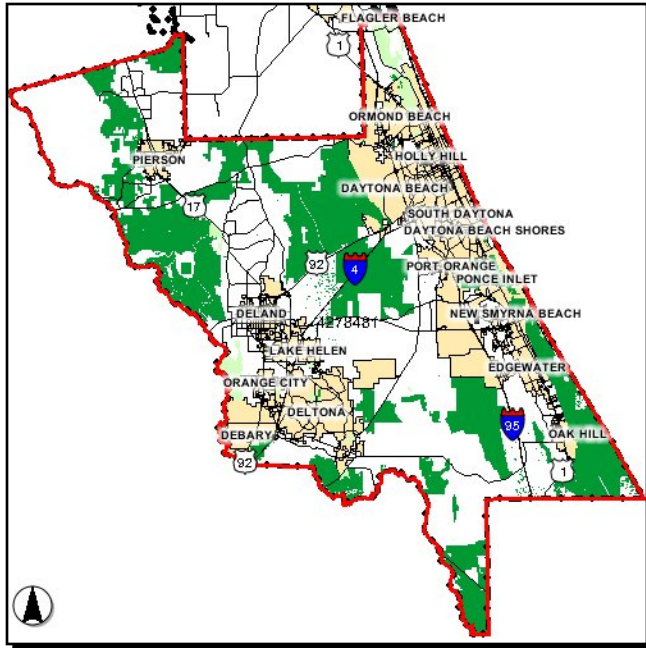 FLAGLER BEACH
1
ORMOND BEACH
HOLLY HILL
PIERSON
DAYTONA BEACH
17
SOUTH DAYTONA
DAYTONA BEACH SHORES
92
4
PORT ORANGE
PONCE INLET
DELAND
4278481
NEW SMYRNA BEACH
LAKE HELEN
EDGEWATER
ORANGE CITY
DELTONA
95
DEBARY
OAK HILL
92
1